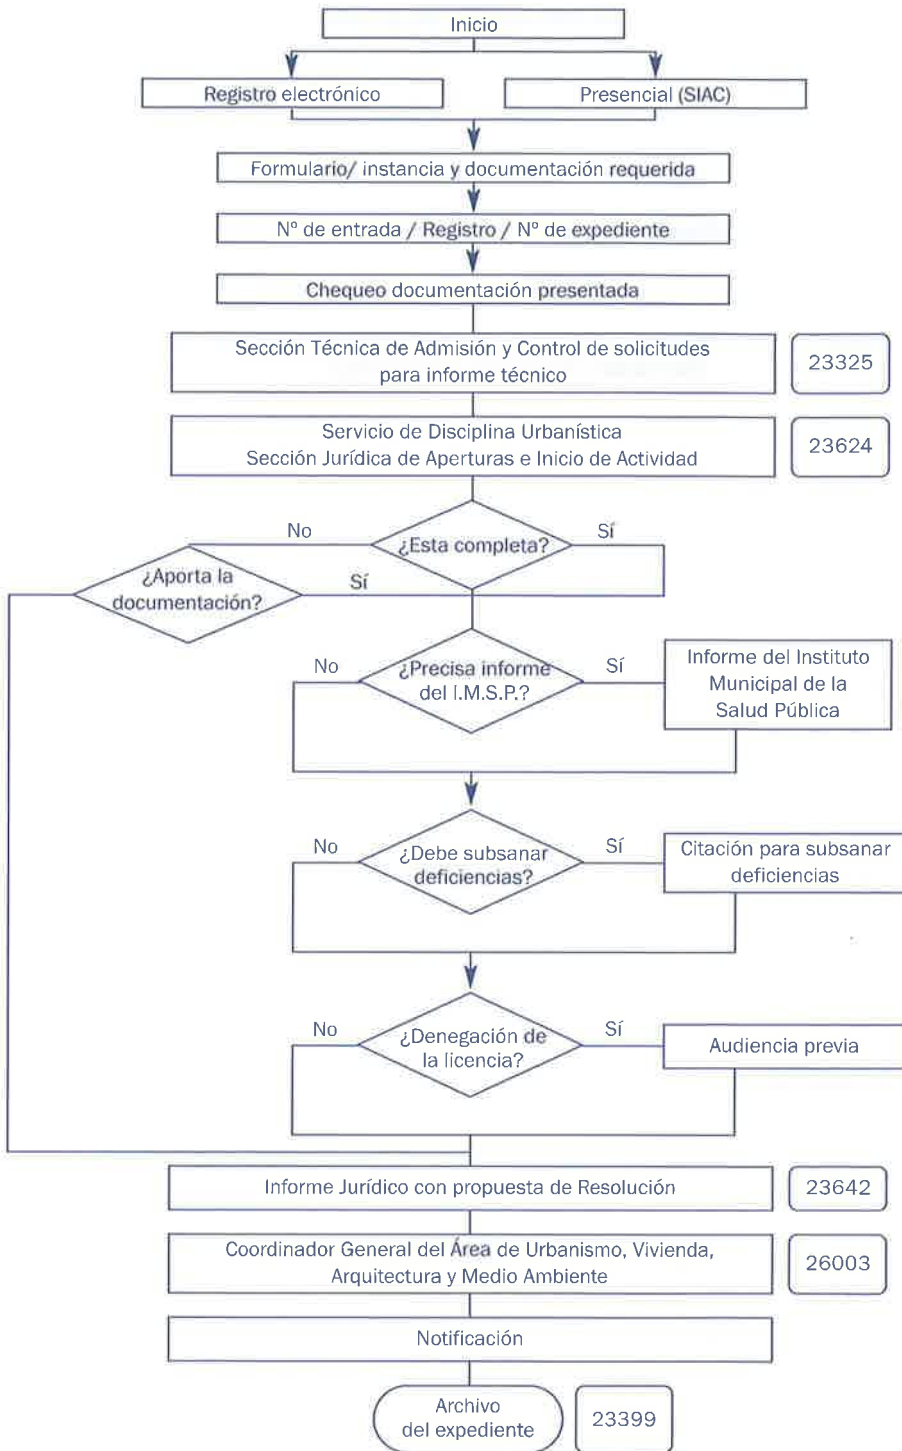 Inicio
Registro electrónico
Presencial (SIAC)
Formulario/ instancia y documentación requerida
Nº de entrada / Registro / Nº de expediente
Chequeo documentación presentada
Sección Técnica de Admisión y Control de solicitudes
para informe técnico
23325
Servicio de Disciplina Urbanística
Sección Jurídica de Aperturas e Inicio de Actividad
23624
No
¿Esta completa?
Sí
¿Aporta la
documentación?
Sí
No
¿Precisa informe
del I.M.S.P.?
Sí
Informe del Instituto
Municipal de la
Salud Pública
No
¿Debe subsanar
deficiencias?
Sí
Citación para subsanar
deficiencias
No
¿Denegación de
la licencia?
Sí
Audiencia previa
Informe Jurídico con propuesta de Resolución
23642
Coordinador General del Área de Urbanismo, Vivienda,
Arquitectura y Medio Ambiente
26003
Notificación
Archivo
del expediente
23399